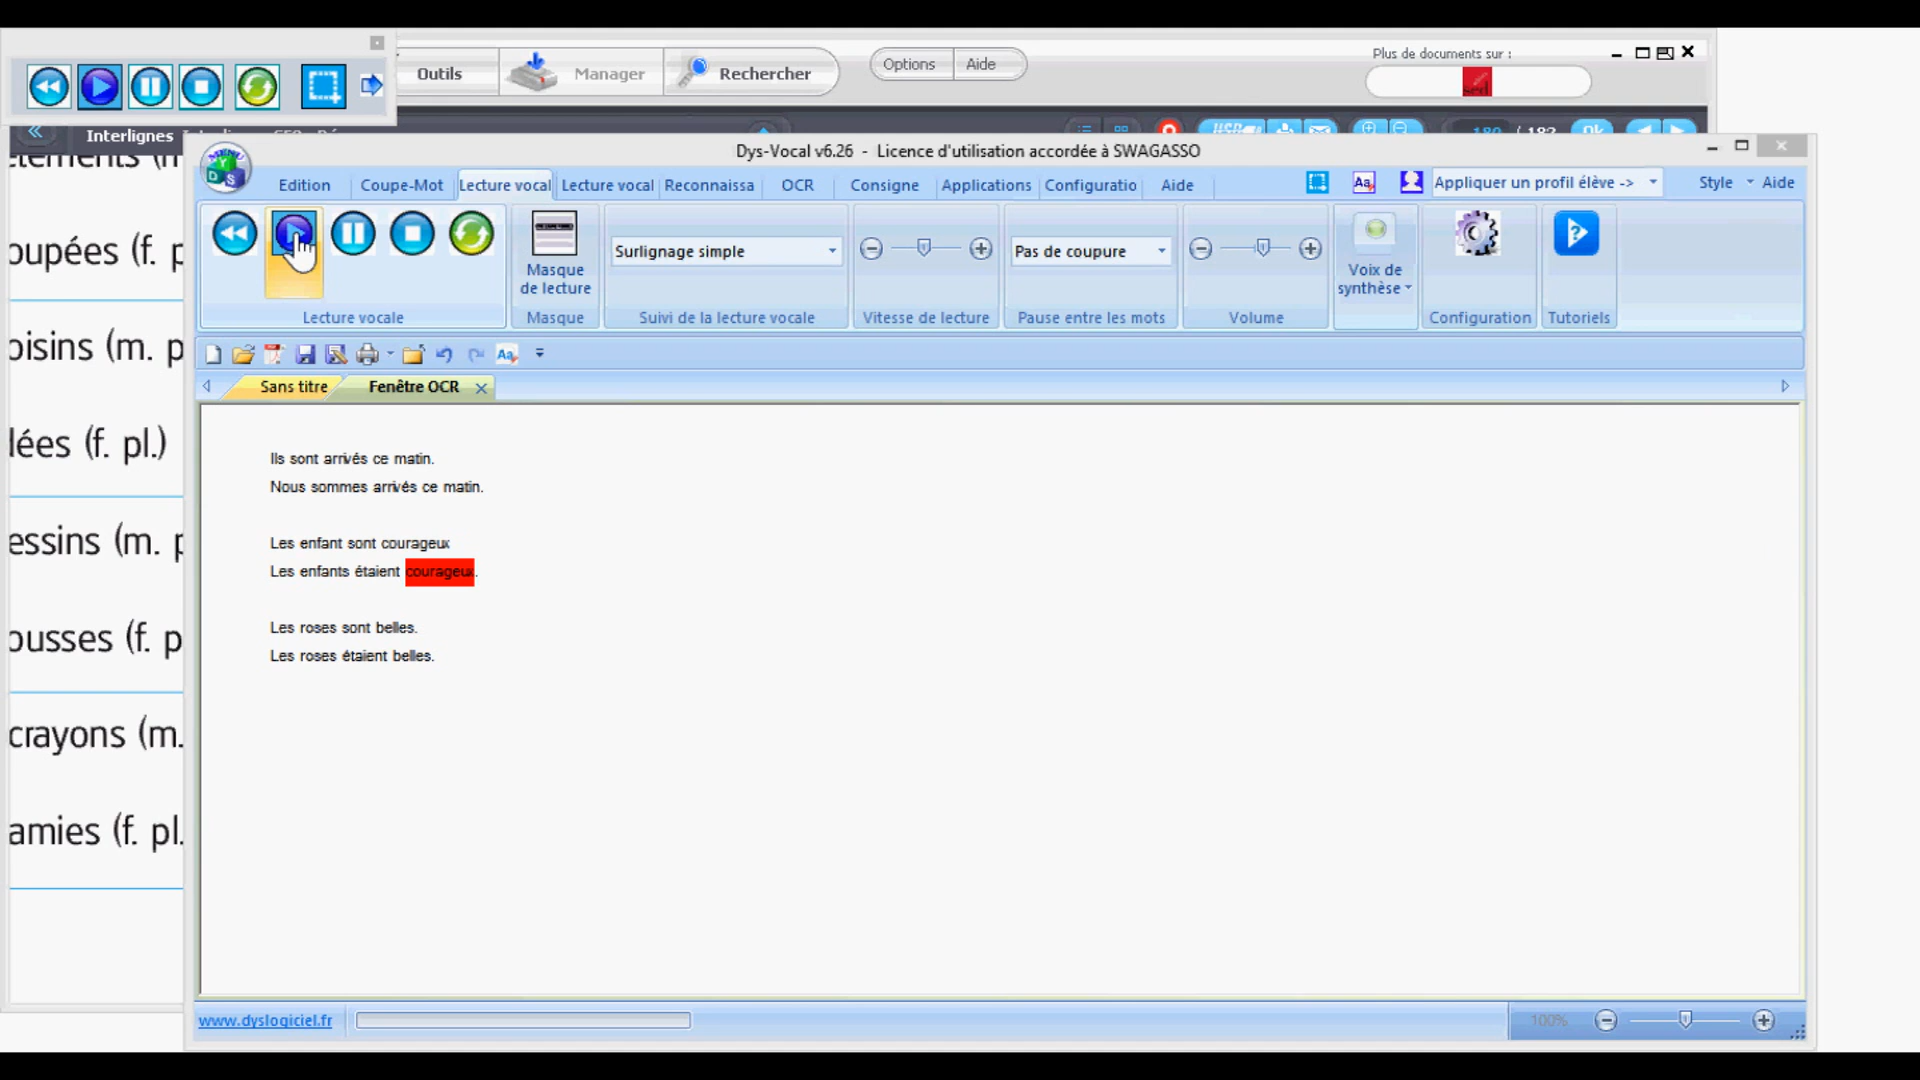 Outils
Manager
Rechercher
Options
Aide
Plus de documents sur :
sed
Interlignes
180 / 182
Ok
Dys-Vocal v6.26 - Licence d'utilisation accordée à SWAGASSO
Edition
Coupe-Mot
Lecture vocal
Lecture vocal
Reconnaissa
OCR
Consigne
Applications
Configuratio
Aide
Appliquer un profil élève ->
Style
Aide
Masque
de lecture
Surlignage simple
Pas de coupure
Voix de
synthèse
Lecture vocale
Masque
Suivi de la lecture vocale
Vitesse de lecture
Pause entre les mots
Volume
Configuration
Tutoriels
Sans titre
Fenêtre OCR
Ils sont arrivés ce matin.
Nous sommes arrivés ce matin.
Les enfant sont courageux
Les enfants étaient courageux.
Les roses sont belles.
Les roses étaient belles.
oupées (f. p
oisins (m. p
lées (f. pl.)
essins (m. p
ousses (f. p
crayons (m.
amies (f. pl.
www.dyslogiciel.fr
100%